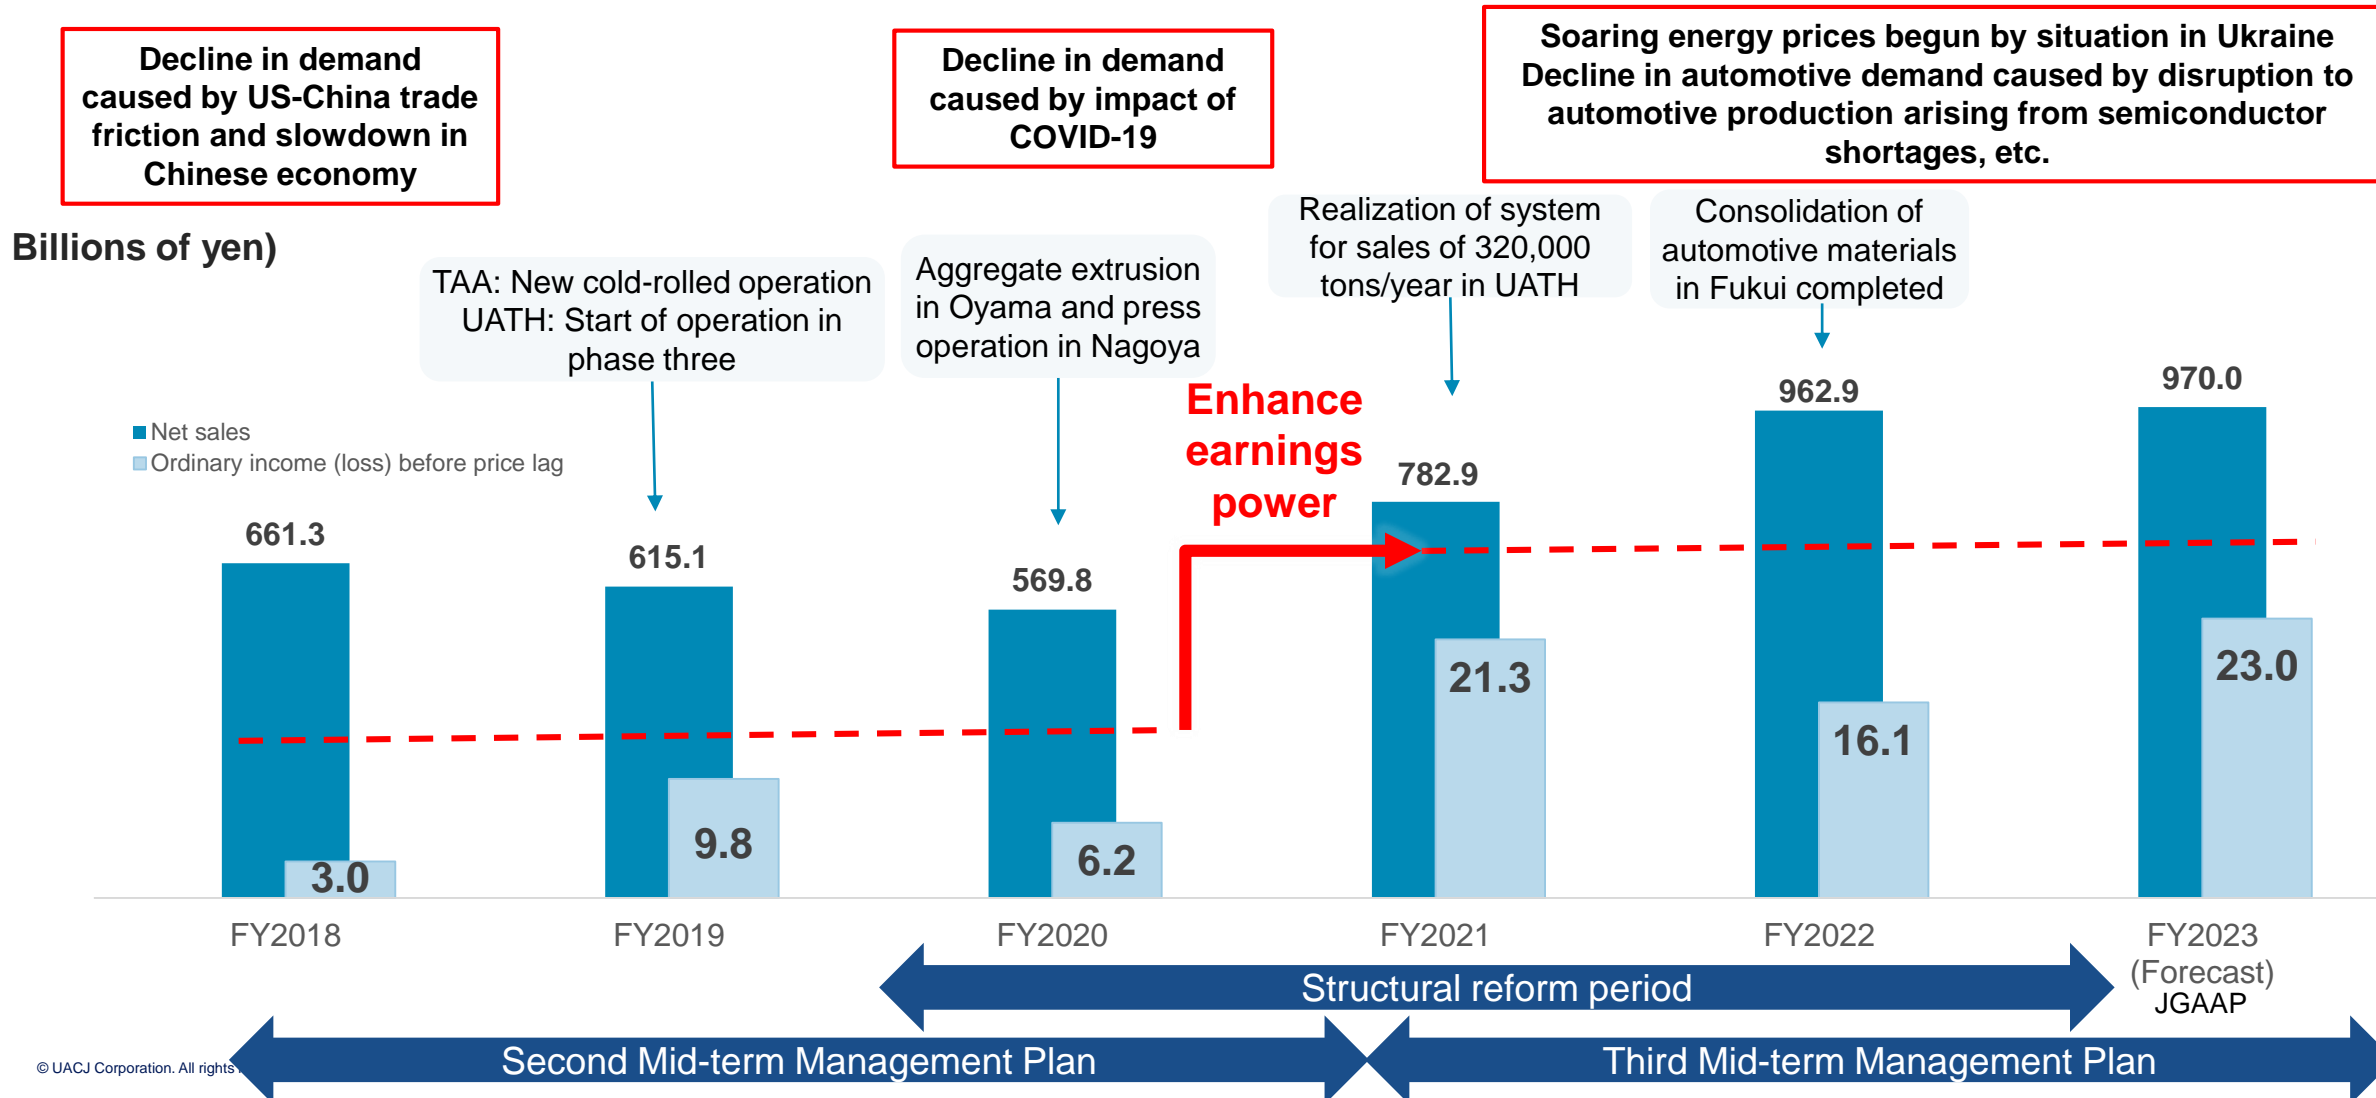 Decline in demand
caused by US-China trade
friction and slowdown in
Chinese economy
Decline in demand
caused by impact of
COVID-19
Soaring energy prices begun by situation in Ukraine
Decline in automotive demand caused by disruption to
automotive production arising from semiconductor
shortages, etc.
Billions of yen)
TAA: New cold-rolled operation
UATH: Start of operation in
phase three
Aggregate extrusion
in Oyama and press
operation in Nagoya
Realization of system
for sales of 320,000
tons/year in UATH
Consolidation of
automotive materials
in Fukui completed
Enhance
earnings
power
Net sales
Ordinary income (loss) before price lag
661.3
615.1
569.8
782.9
962.9
970.0
3.0
9.8
6.2
21.3
16.1
23.0
FY2018
FY2019
FY2020
FY2021
FY2022
FY2023
(Forecast)
JGAAP
Structural reform period
Second Mid-term Management Plan
Third Mid-term Management Plan
© UACJ Corporation. All rights